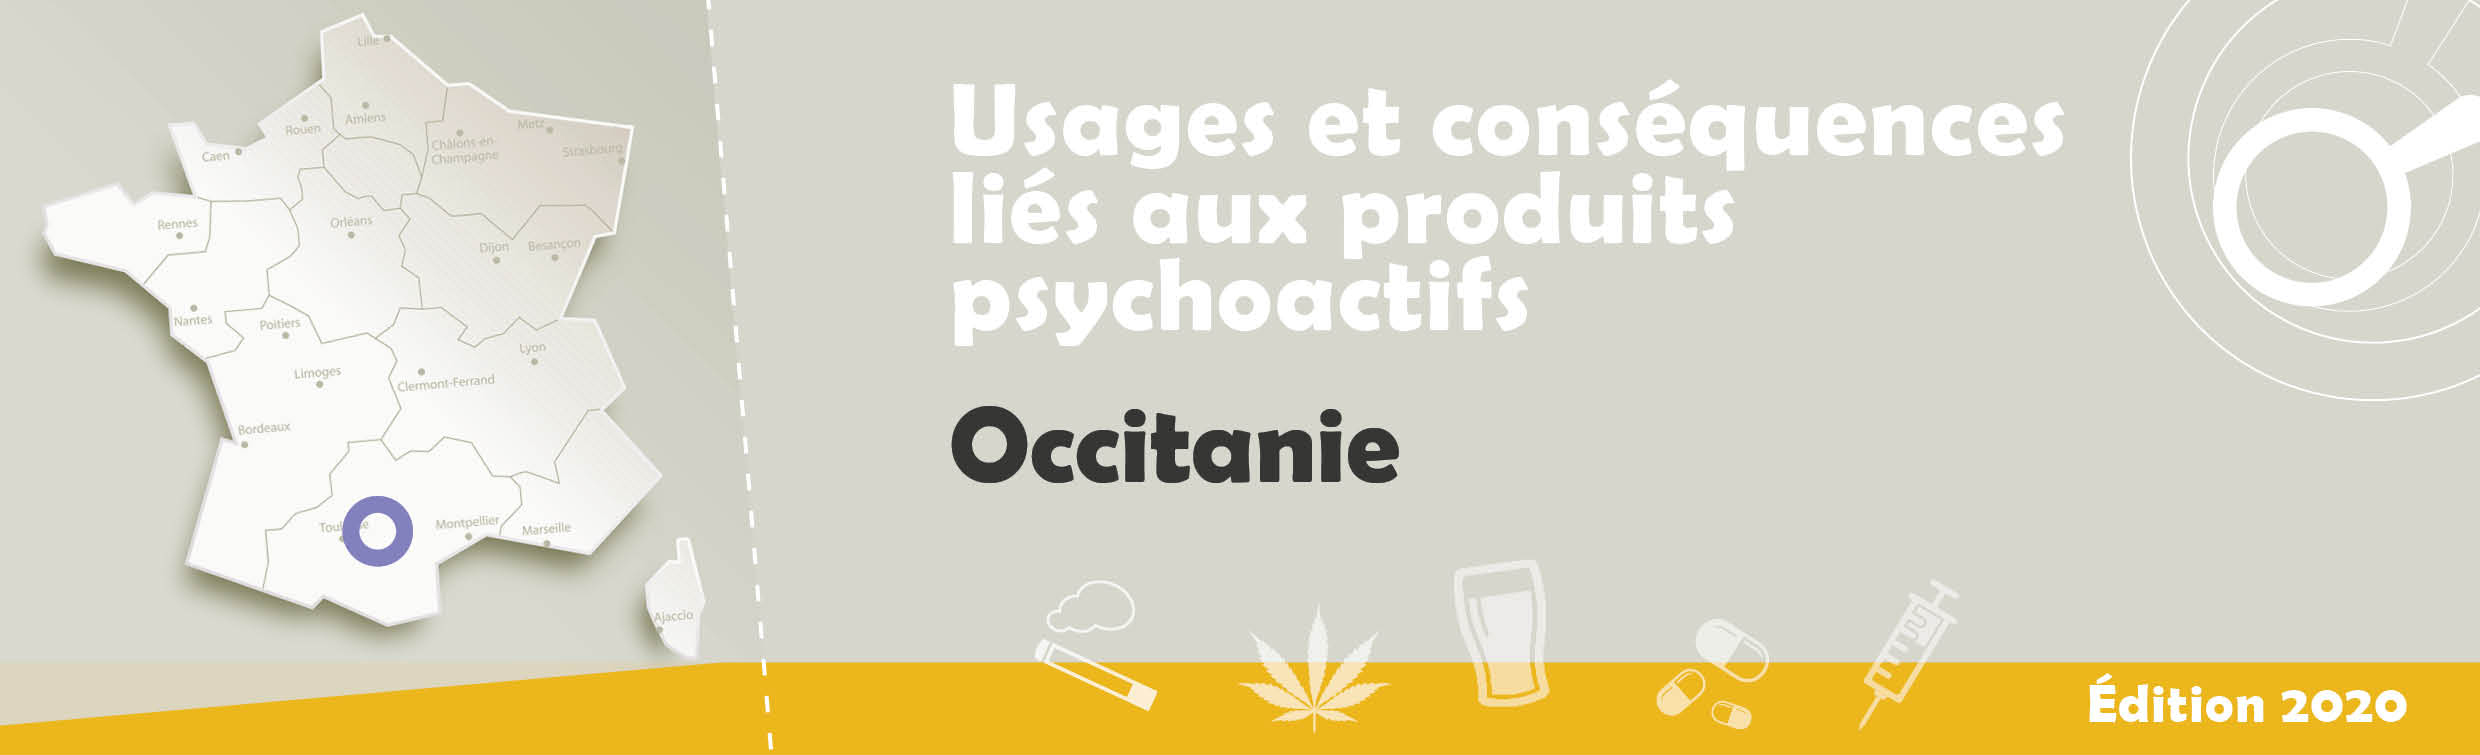 Lille
Amiens
Rouen
Metz
Châlons-en-
Champagne
Strasbourg
Caen
Rennes
Orléans
Dijon
Besançon
Nantes
Poitiers
Lyon
Limoges
Clermont-Ferrand
Bordeaux
Montpellier
Marseille
Ajaccio
Usages et conséquences
liés aux produits
psychoactifs
Occitanie
Édition 2020